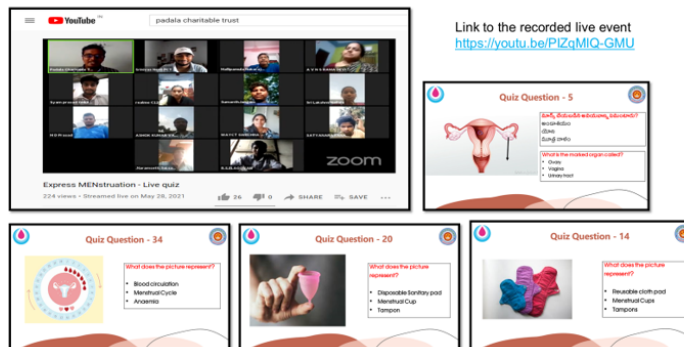 YouTube
padala charitable trust
zoom
Express MENstruation - Live quiz
224 views • Streamed live on May 28, 2021
26 0 SHARE SAVE ...
Link to the recorded live event
https://youtu.be/PIZqMIQ-GMU
Quiz Question - 5
అండాశయం
యోని
మూత్ర నాళం
What is the marked organ called?
• Ovary
• Vagina
• Urinary tract
Quiz Question - 34
What does the picture represent?
• Blood circulation
• Menstrual Cycle
• Anaemia
Quiz Question - 20
What does the picture
represent?
• Disposable Sanitary pad
• Menstrual Cup
• Tampon
Quiz Question - 14
What does the picture
represent?
• Reusable cloth pad
• Menstrual Cups
• Tampons